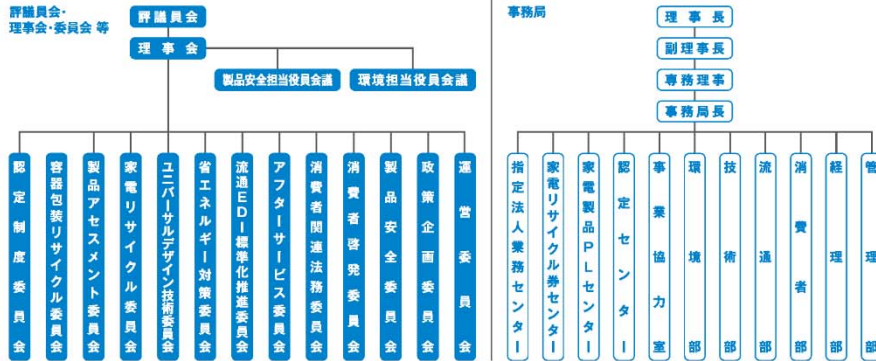 評議員会・
理事会・委員会 等
評議員会
理事会
製品安全担当役員会議
環境担当役員会議
認定制度委員会
容器包装リサイクル委員会
製品アセスメント委員会
家電リサイクル委員会
ユニバーサルデザイン技術委員会
省エネルギー対策委員会
流通EDI標準化推進委員会
アフターサービス委員会
消費者関連法務委員会
消費者啓発委員会
製品安全委員会
政策企画委員会
運営委員会
事務局
理事長
副理事長
専務理事
事務局長
指定法人業務センター
家電リサイクル券センター
家電製品PLセンター
認定センター
事業協力室
環境部
技術部
流通部
消費者部
経理部
管理部